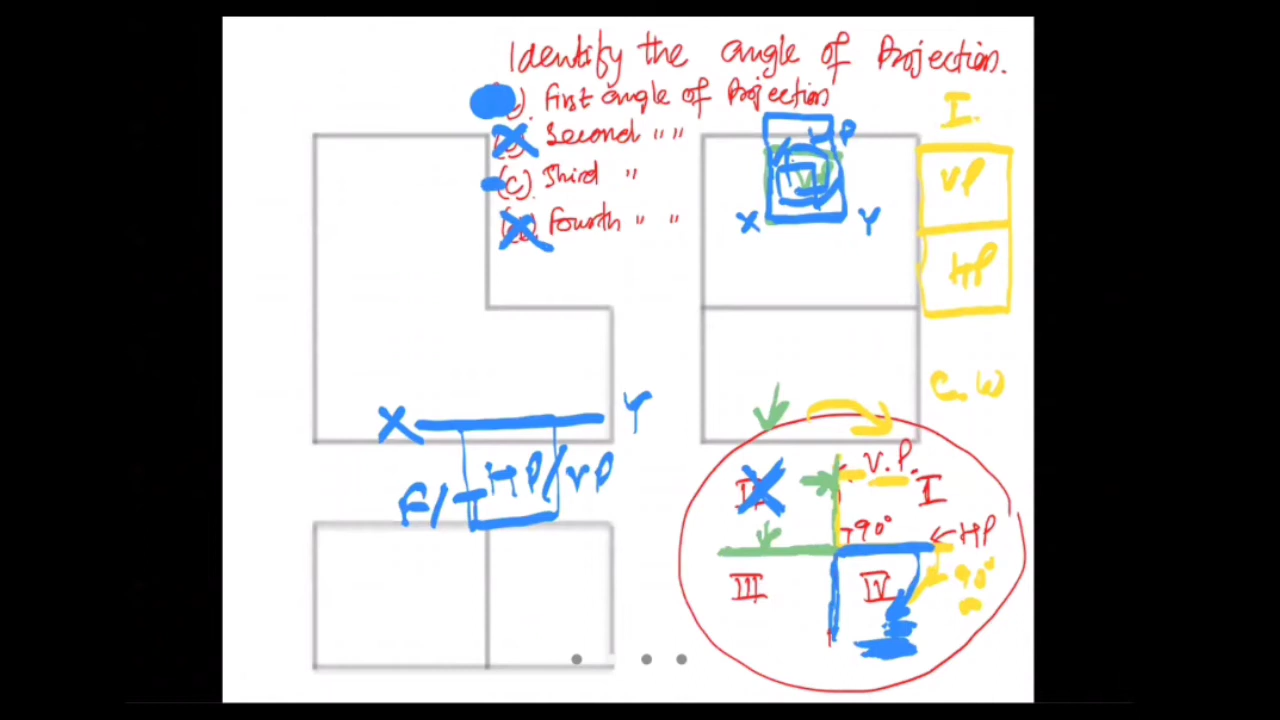 Identify the angle of Projection.
First angle of Projection
Second " "
(c). Third "
Fourth " "
I.
HP
VP
X Y
HP
C.W
X Y
HP/VP
F/
V.P.
I
90°
← HP
III
IV
90°